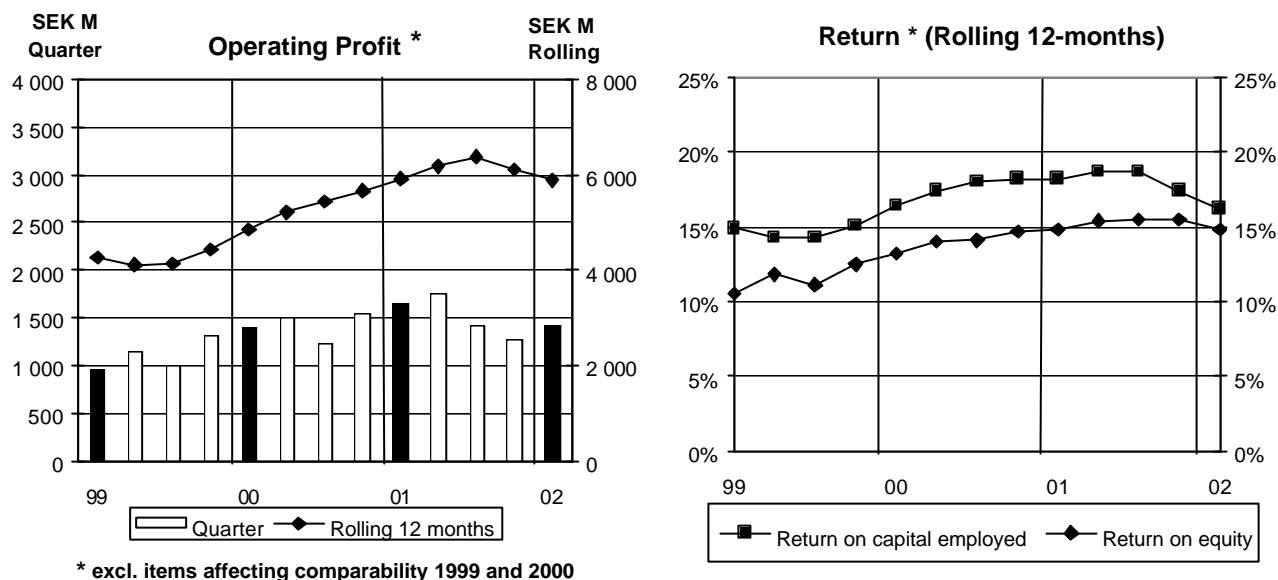 SEK M
Quarter
Operating Profit *
SEK M
Rolling
4 000
3 500
3 000
2 500
2 000
1 500
1 000
500
0
8 000
6 000
4 000
2 000
0
99 00 01 02
Quarter Rolling 12 months
* excl. items affecting comparability 1999 and 2000
Return * (Rolling 12-months)
25%
20%
15%
10%
5%
0%
25%
20%
15%
10%
5%
0%
99 00 01 02
Return on capital employed Return on equity